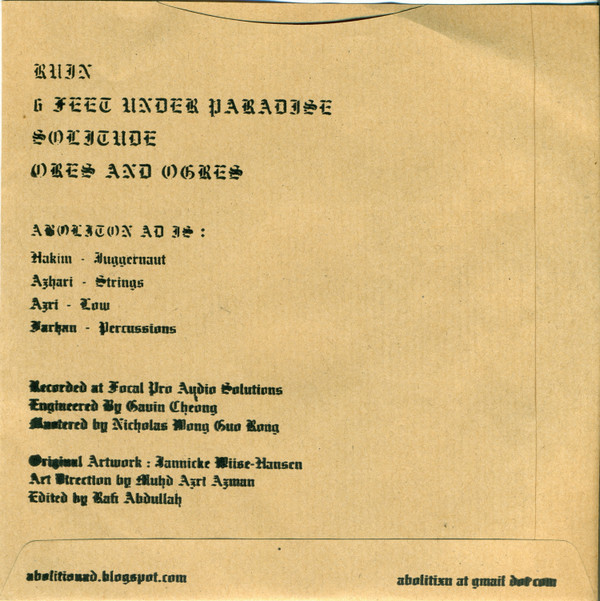 RUIN
6 FEET UNDER PARADISE
SOLITUDE
ORES AND OGRES
ABOLITON AD IS :
Hakim - Juggernaut
Azhari - Strings
Azri - Low
Farhan - Percussions
Recorded at Focal Pro Audio Solutions
Engineered By Gavin Cheong
Mastered by Nicholas Wong Guo Rong
Original Artwork : Jannicke Wiise-Hansen
Art Direction by Muhd Azri Azman
Edited by Rafi Abdullah
abolitionad.blogspot.com
abolitixn at gmail dot com